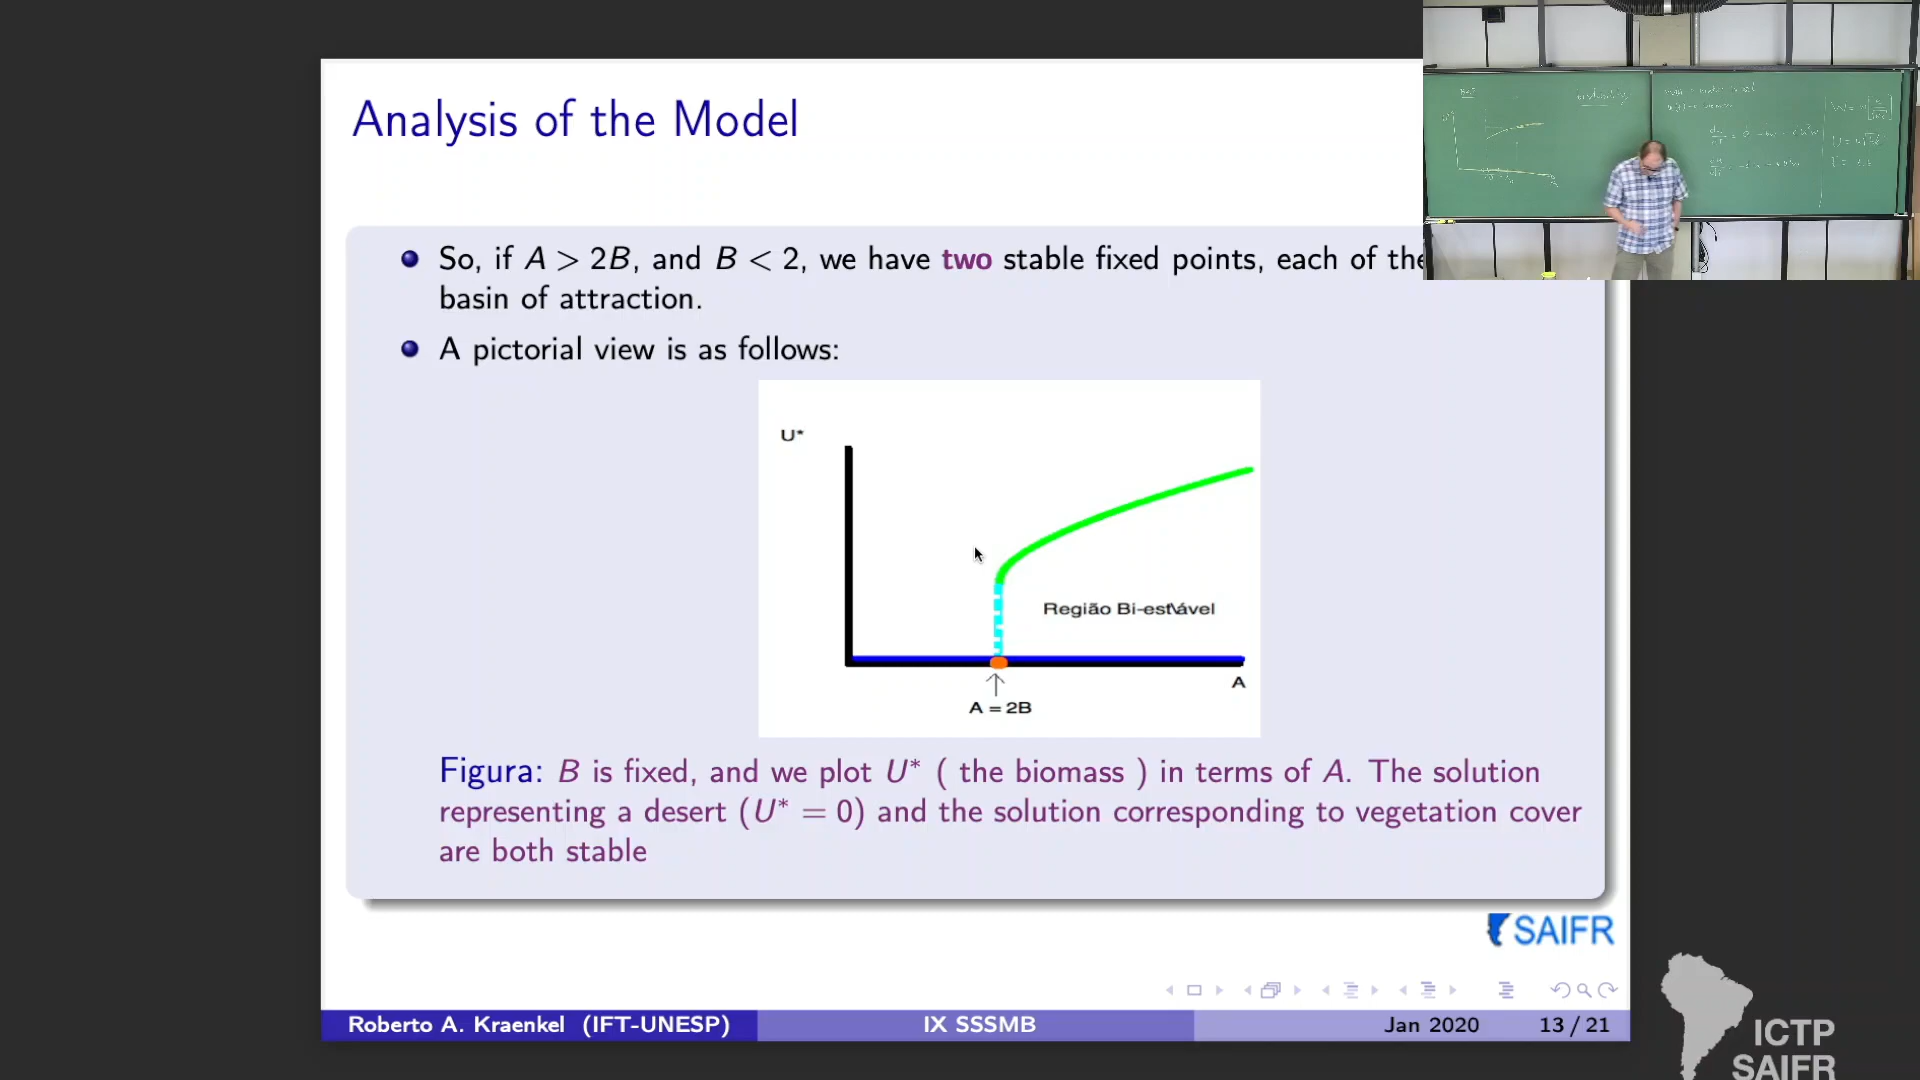 Analysis of the Model
So, if A > 2B, and B < 2, we have two stable fixed points, each of the
basin of attraction.
A pictorial view is as follows:
U*
Região Bi-est\ável
A
A = 2B
Figura: B is fixed, and we plot U* ( the biomass ) in terms of A. The solution
representing a desert (U* = 0) and the solution corresponding to vegetation cover
are both stable
SAIFR
Roberto A. Kraenkel (IFT-UNESP) IX SSSMB Jan 2020 13 / 21
ICTP
SAIFR